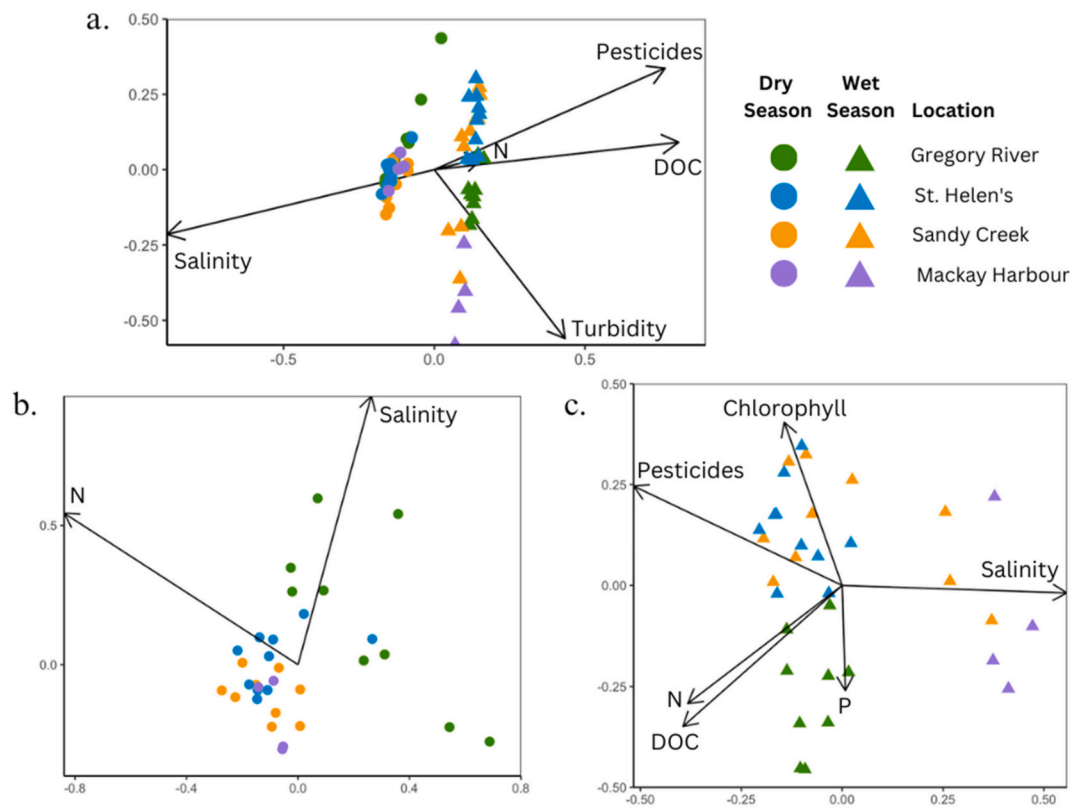 a.
0.50
0.25
0.00
-0.25
-0.50
-0.5
0.0
0.5
Pesticides
N
DOC
Salinity
Turbidity
Dry Season
Wet Season
Location
Gregory River
St. Helen's
Sandy Creek
Mackay Harbour
b.
Salinity
N
0.5
0.0
-0.8
-0.4
0.0
0.4
0.8
c.
0.50
0.25
0.00
-0.25
-0.50
Chlorophyll
Pesticides
Salinity
N
DOC
P
-0.50
-0.25
0.00
0.25
0.50